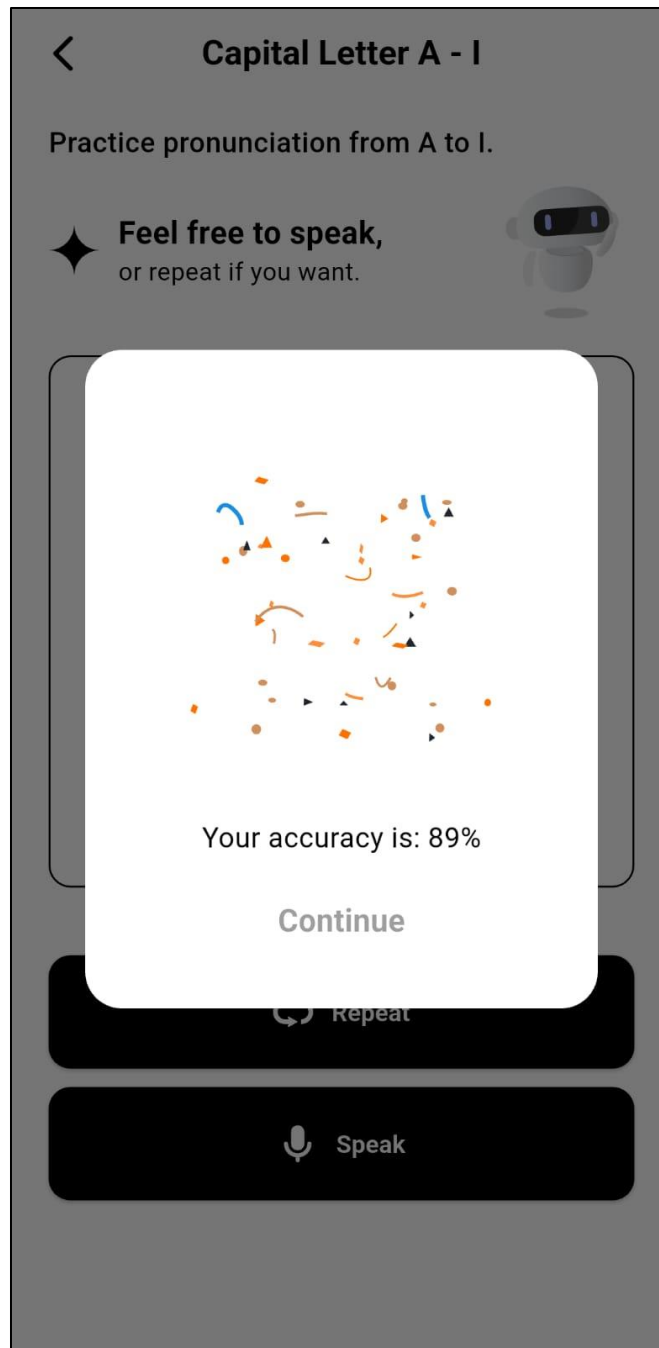 Capital Letter A - I
Practice pronunciation from A to I.
Feel free to speak,
or repeat if you want.
Your accuracy is: 89%
Continue
Repeat
Speak